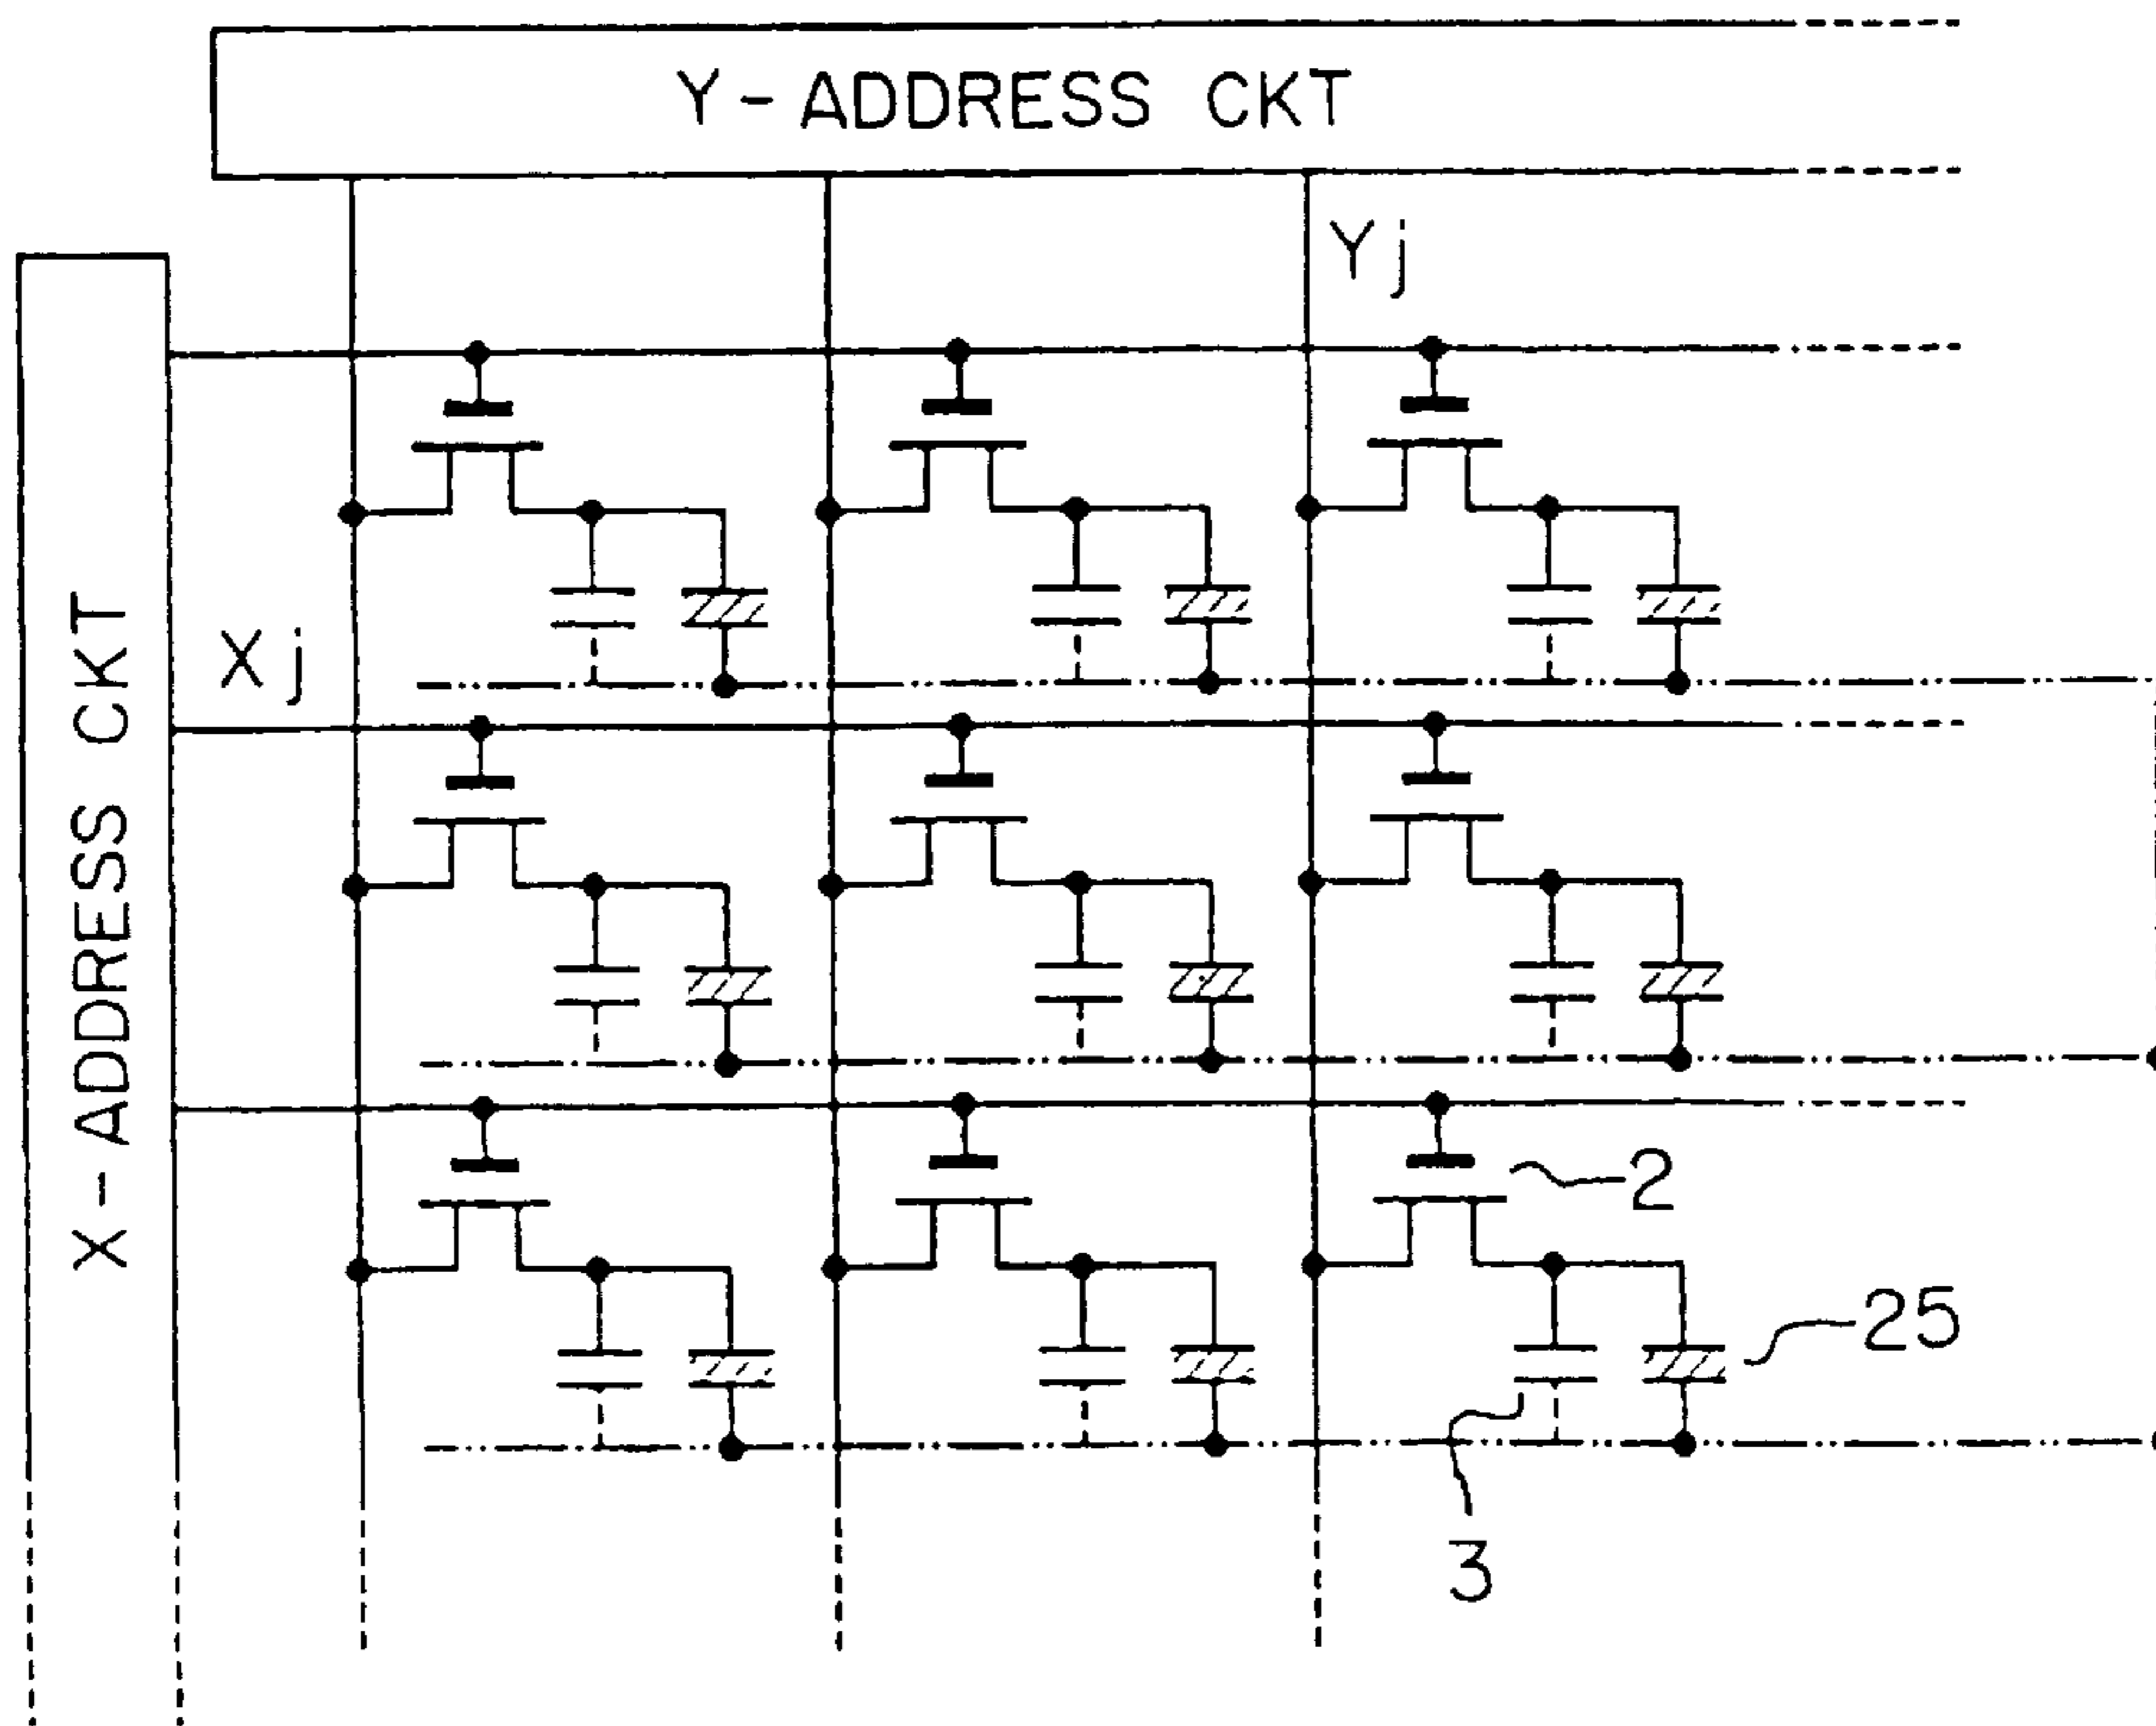 Y-ADDRESS CKT
Yj
X-ADDRESS CKT
Xj
2
25
3